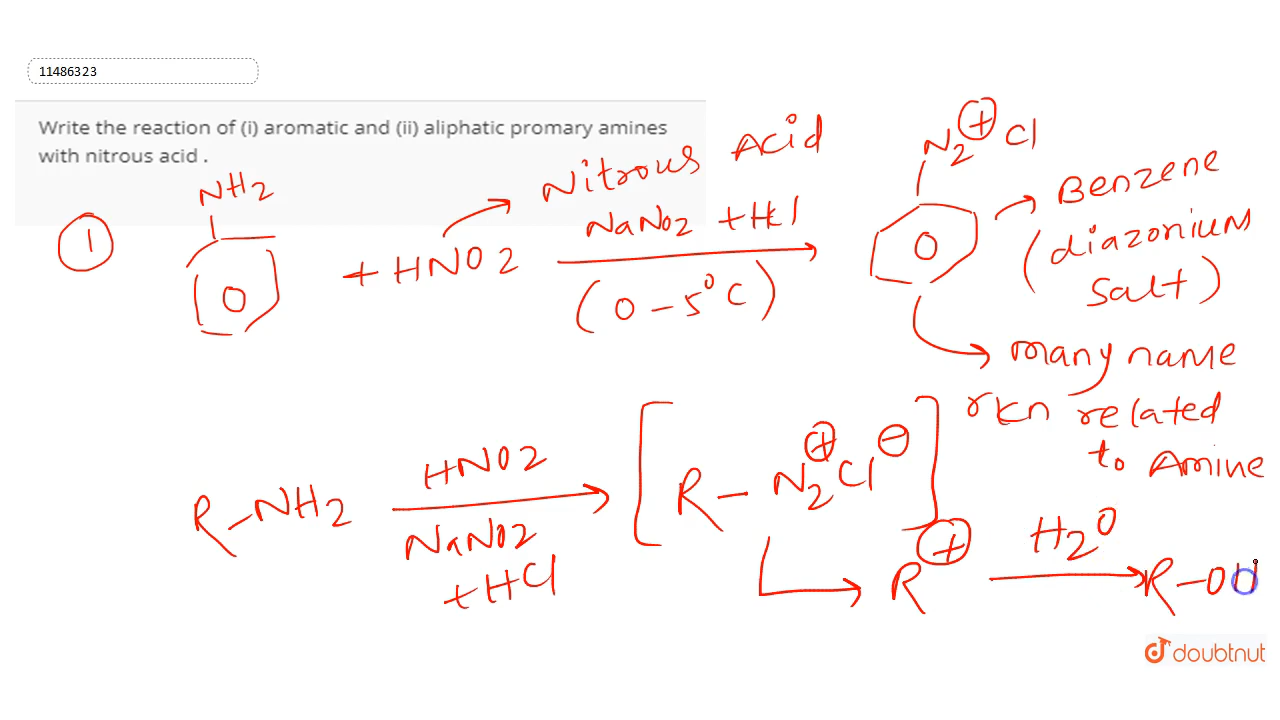 11486323
Write the reaction of (i) aromatic and (ii) aliphatic promary amines
with nitrous acid .
1
NH2
+ HNO2
Nitrous Acid
NaNO2 + HCl
(0 - 5°C)
N2 + Cl
Benzene
(diazonium
Salt)
many name
rxn related
to Amine
R-NH2
HNO2
NaNO2
+ HCl
[R - N2 + Cl -]
R +
H2O
R-OH
doubtnut